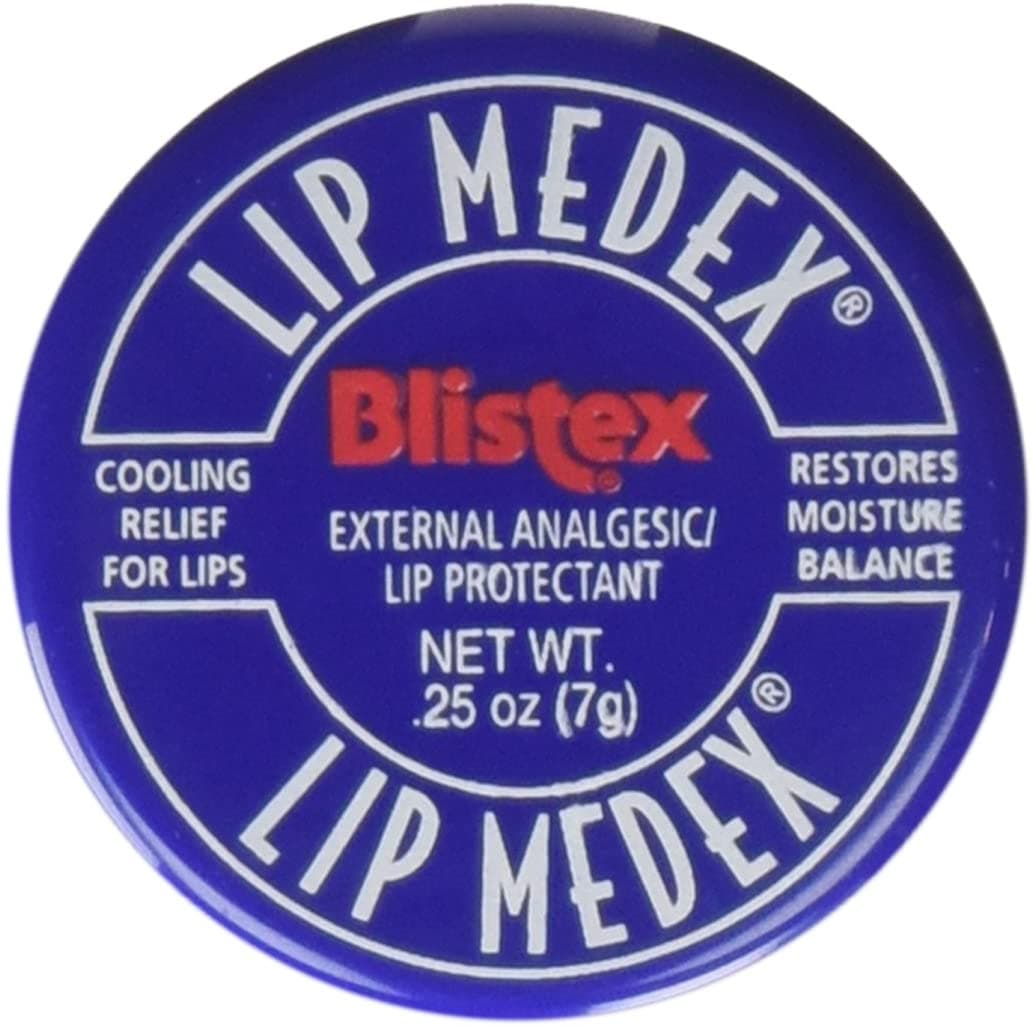 LIP MEDEX®
Blistex®
COOLING
RELIEF
FOR LIPS
EXTERNAL ANALGESIC/
LIP PROTECTANT
RESTORES
MOISTURE
BALANCE
NET WT.
.25 oz (7g)
LIP MEDEX®